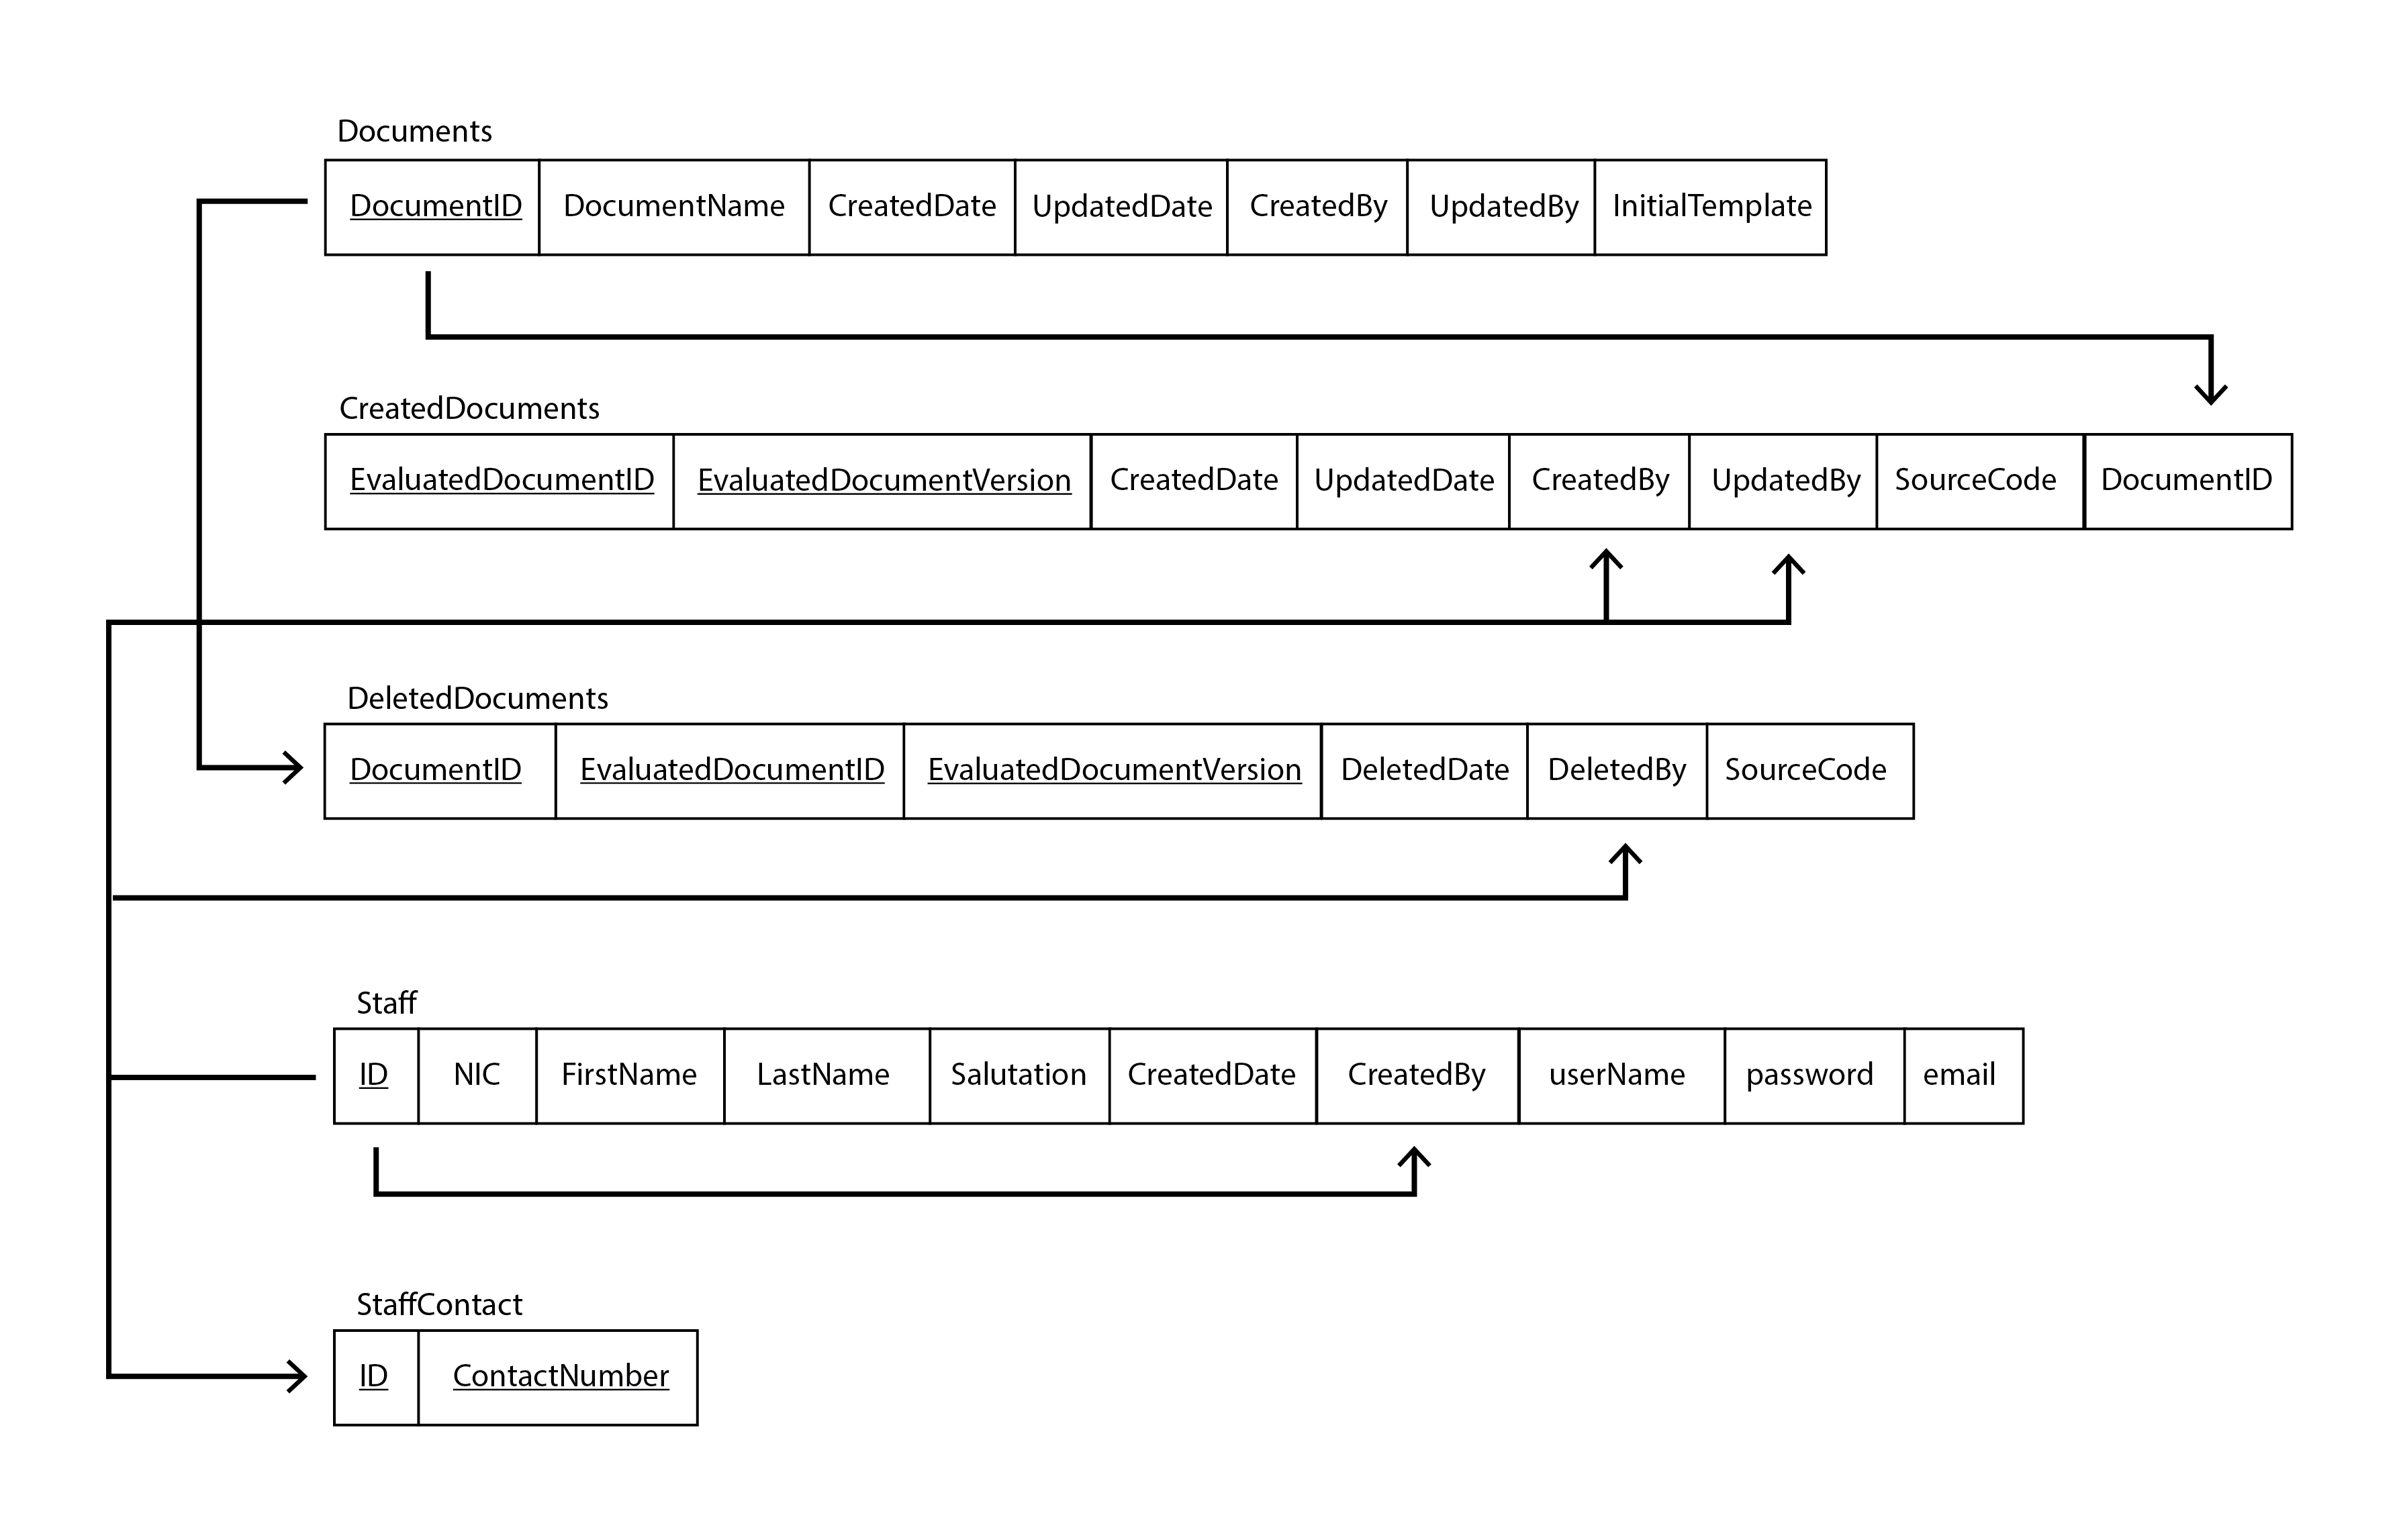 Documents
DocumentID DocumentName CreatedDate UpdatedDate CreatedBy UpdatedBy InitialTemplate
CreatedDocuments
EvaluatedDocumentID EvaluatedDocumentVersion CreatedDate UpdatedDate CreatedBy UpdatedBy SourceCode DocumentID
DeletedDocuments
DocumentID EvaluatedDocumentID EvaluatedDocumentVersion DeletedDate DeletedBy SourceCode
Staff
ID NIC FirstName LastName Salutation CreatedDate CreatedBy userName password email
StaffContact
ID ContactNumber